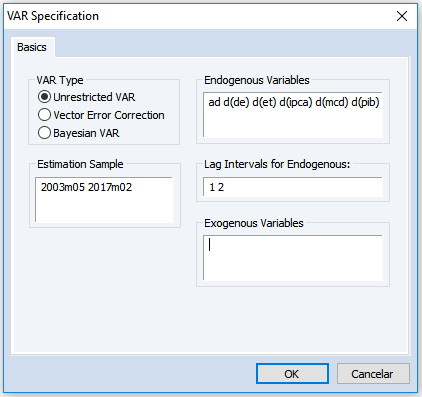 VAR Specification
Basics
VAR Type
Unrestricted VAR
Vector Error Correction
Bayesian VAR
Estimation Sample
2003m05 2017m02
Endogenous Variables
ad d(de) d(et) d(ipca) d(mcd) d(pib)
Lag Intervals for Endogenous:
1 2
Exogenous Variables
OK
Cancelar